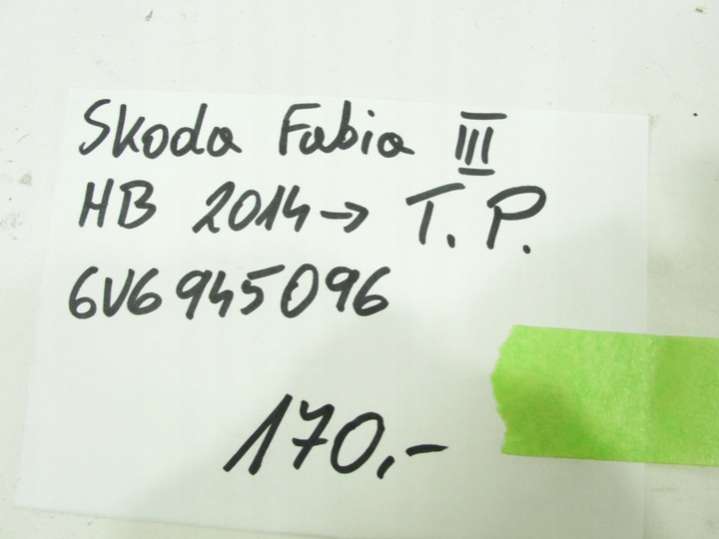 Skoda Fabia III
HB 2014→ T.P.
6V6945096
170,-